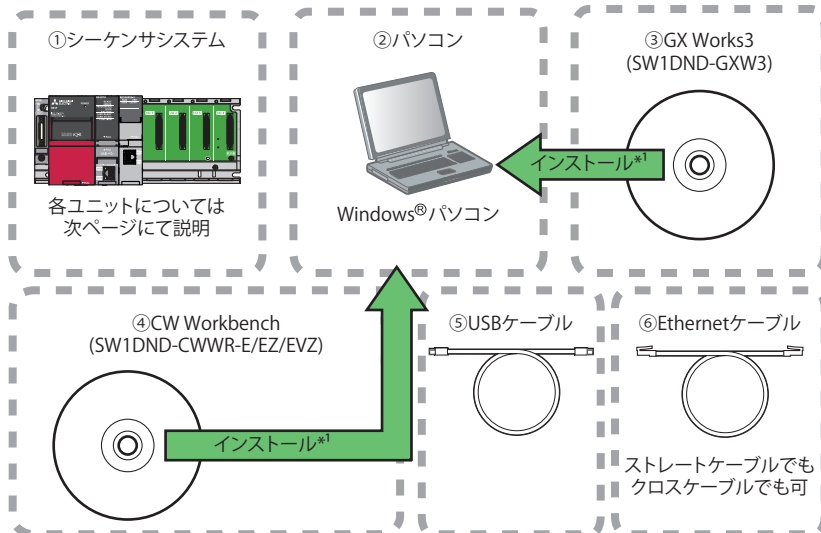 ①シーケンサシステム
各ユニットについては
次ページにて説明
②パソコン
Windows®パソコン
③GX Works3
(SW1DND-GXW3)
インストール*1
④CW Workbench
(SW1DND-CWWR-E/EZ/EVZ)
インストール*1
⑤USBケーブル
⑥Ethernetケーブル
ストレートケーブルでも
クロスケーブルでも可